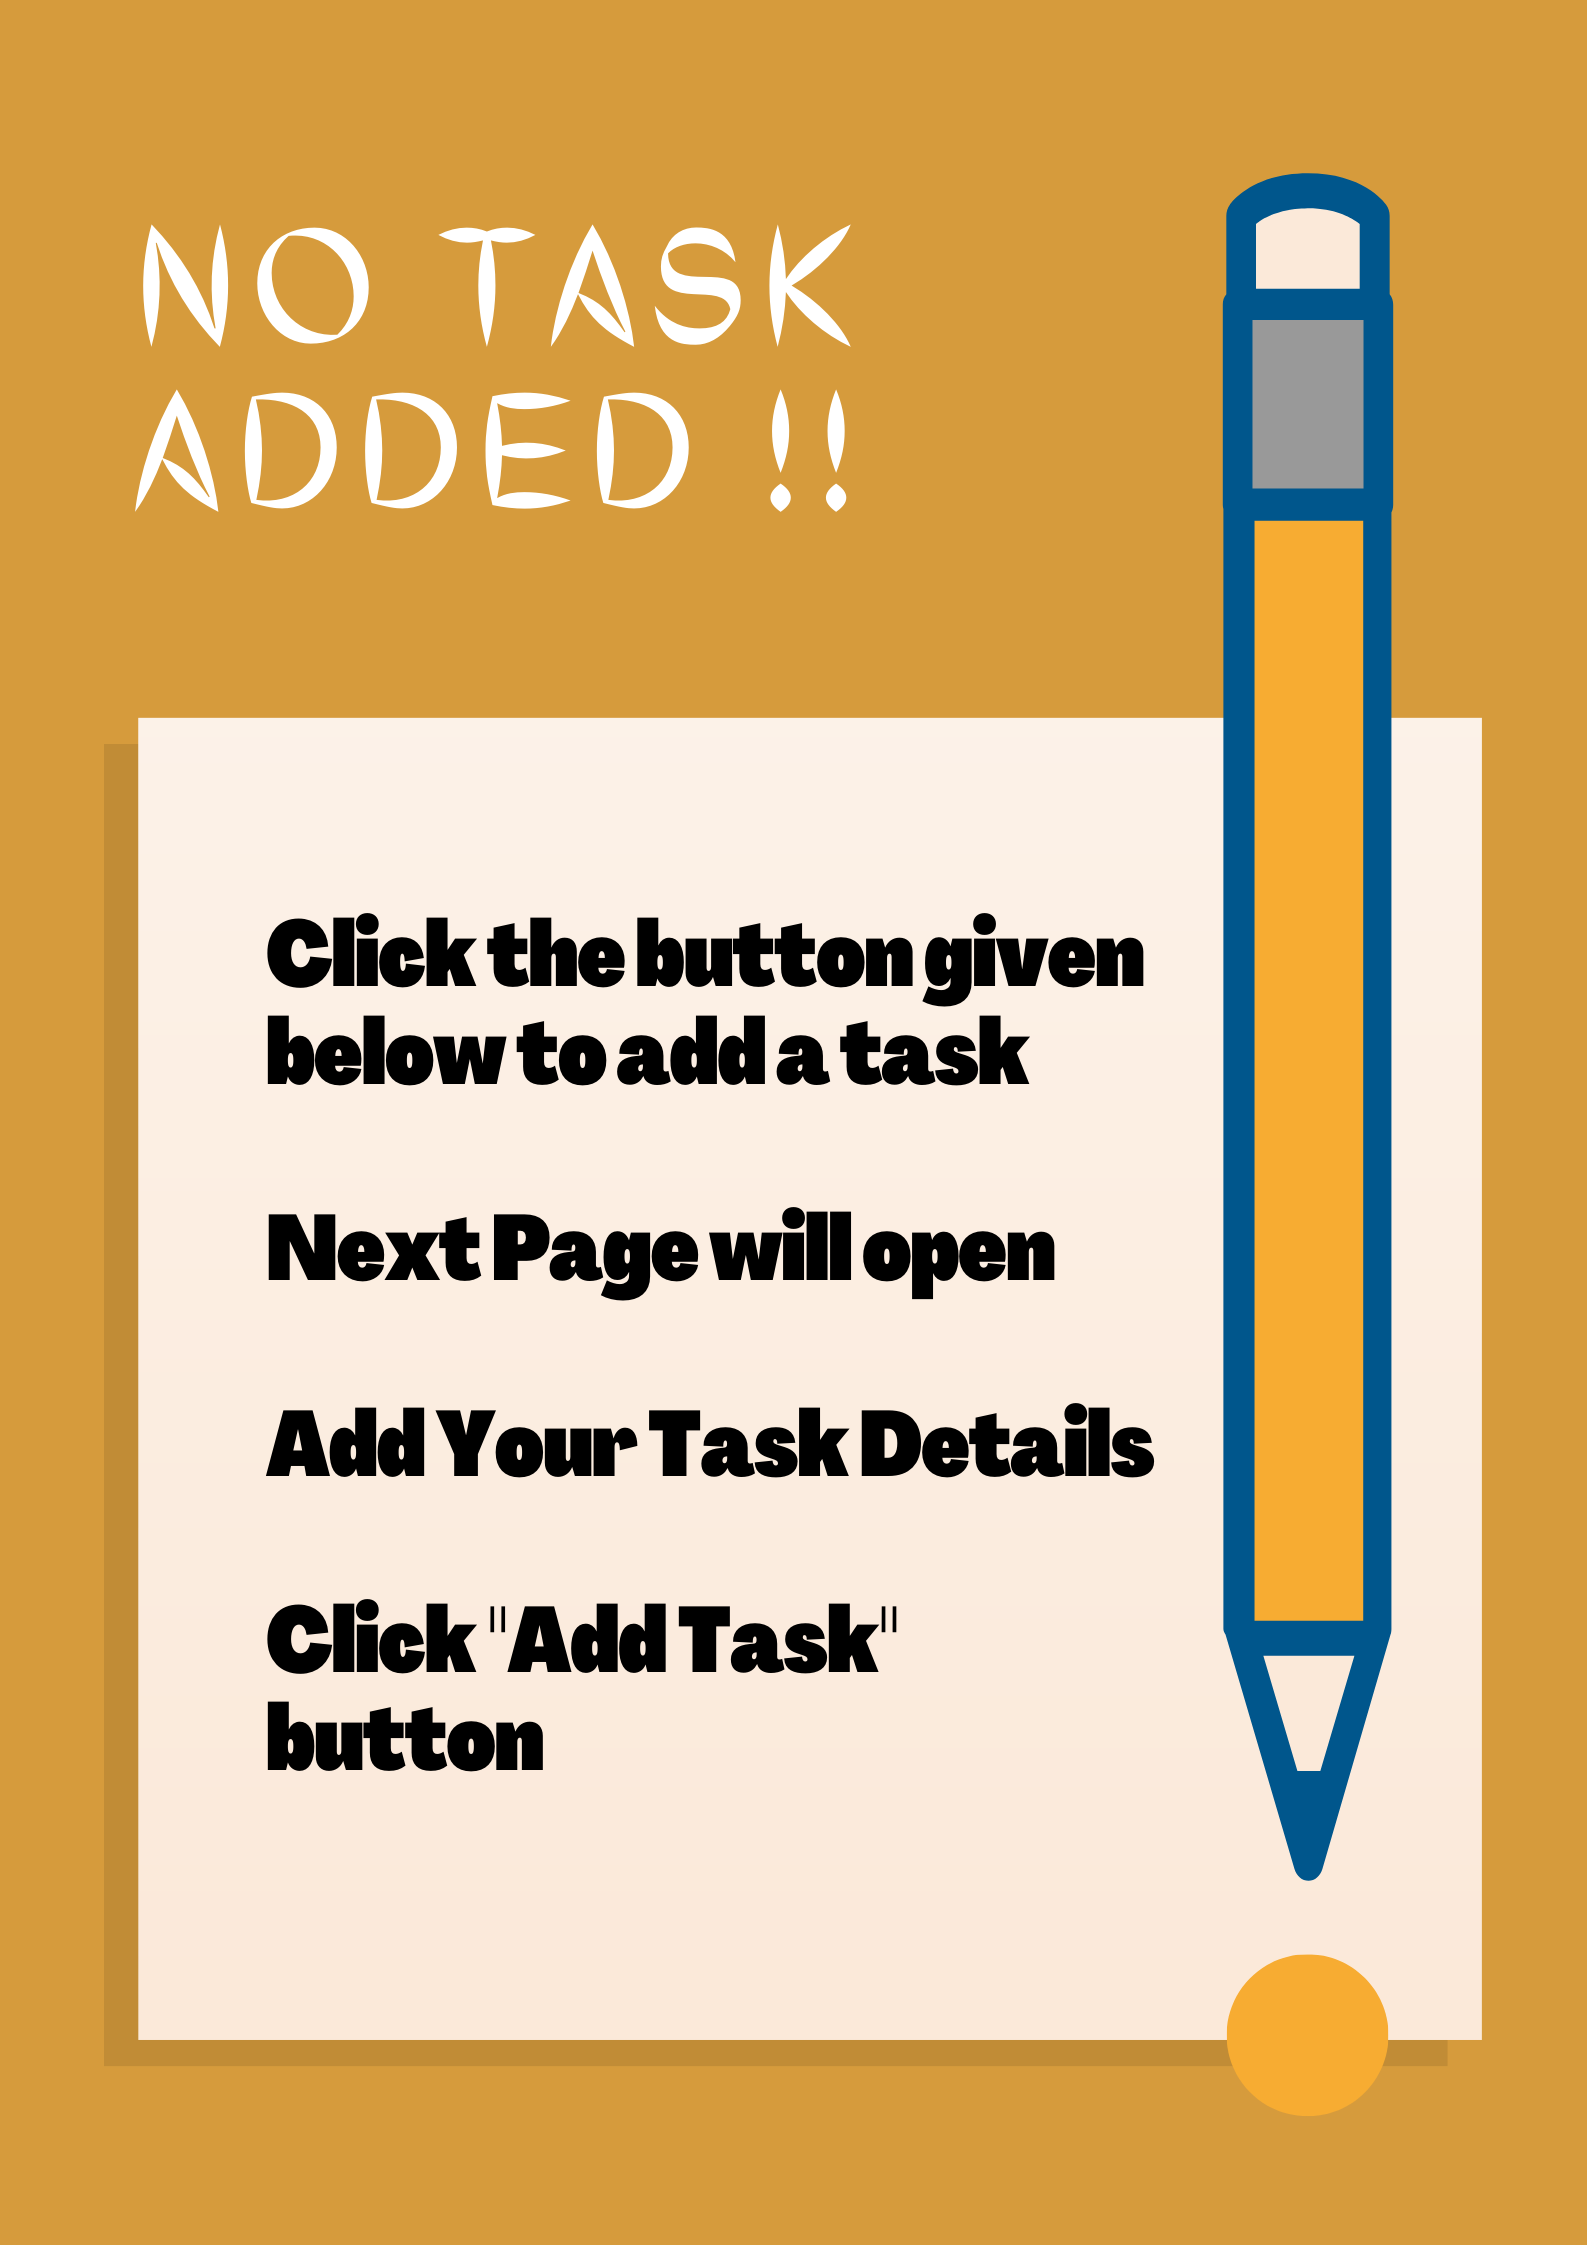 NO TASK
ADDED !!
Click the button given
below to add a task
Next Page will open
Add Your Task Details
Click "Add Task"
button